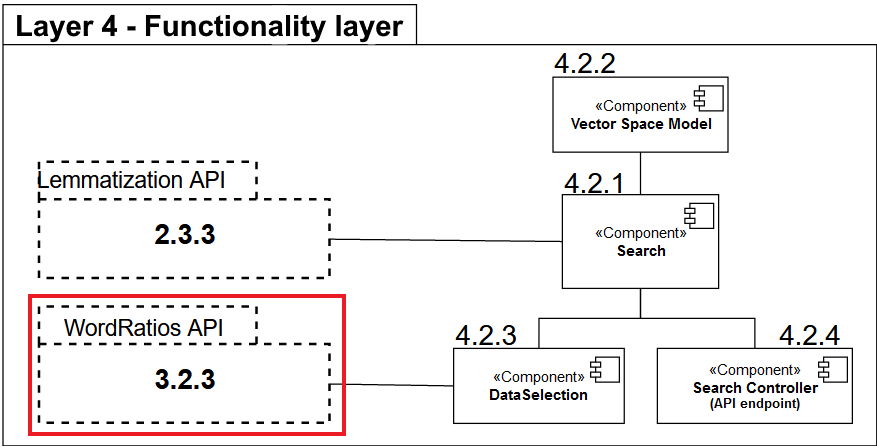 Layer 4 - Functionality layer
4.2.2
«Component»
Vector Space Model
Lemmatization API
2.3.3
4.2.1
«Component»
Search
WordRatios API
3.2.3
4.2.3
«Component»
DataSelection
4.2.4
«Component»
Search Controller
(API endpoint)